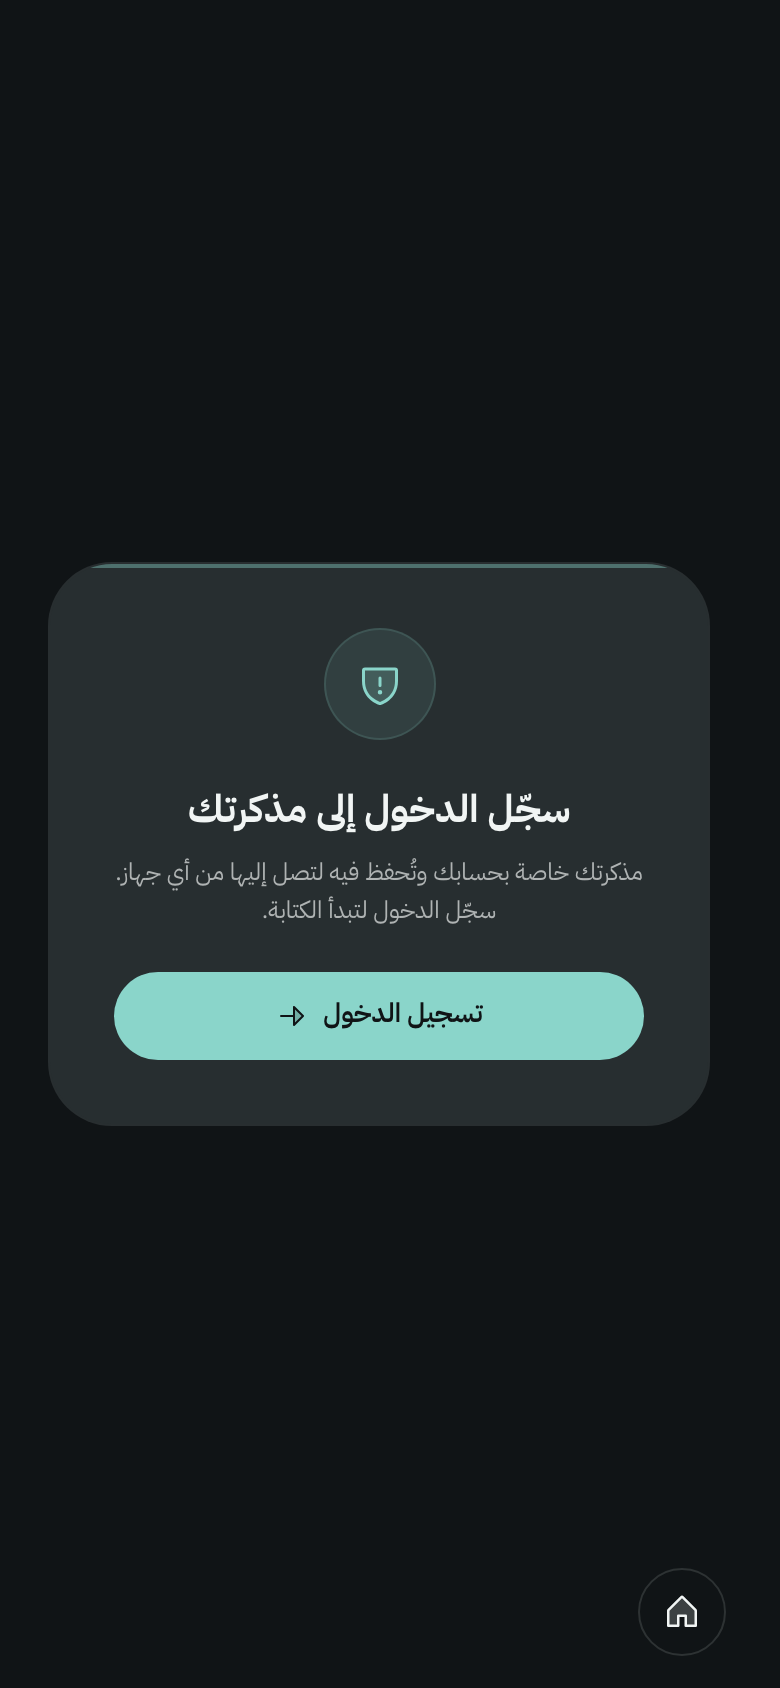 سجّل الدخول إلى مذكرتك
مذكرتك خاصة بحسابك وتُحفظ فيه لتصل إليها من أي جهاز.
سجّل الدخول لتبدأ الكتابة.
تسجيل الدخول